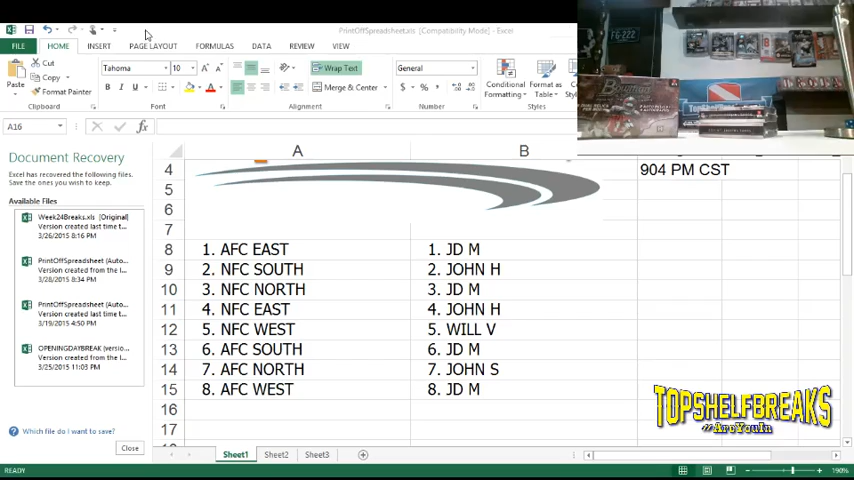 PrintOffSpreadsheet.xls [Compatibility Mode] - Excel
FILE HOME INSERT PAGE LAYOUT FORMULAS DATA REVIEW VIEW
Cut
Copy
Format Painter
Paste
Tahoma 10
Wrap Text
Merge & Center
General
Conditional Formatting
Format as Table
Clipboard Font Alignment Number Styles
A16
Document Recovery
Excel has recovered the following files.
Save the ones you wish to keep.
Available Files
Week24Breaks.xls [Original]
Version created last time t...
3/26/2015 8:16 PM
PrintOffSpreadsheet (Auto...
Version created from the l...
3/28/2015 8:34 PM
PrintOffSpreadsheet (Auto...
Version created last time t...
3/19/2015 4:50 PM
OPENINGDAYBREAK (versio...
Version created from the l...
3/25/2015 11:03 PM
Which file do I want to save?
Close
A B
4 904 PM CST
5
6
7
8 1. AFC EAST 1. JD M
9 2. NFC SOUTH 2. JOHN H
10 3. NFC NORTH 3. JD M
11 4. NFC EAST 4. JOHN H
12 5. NFC WEST 5. WILL V
13 6. AFC SOUTH 6. JD M
14 7. AFC NORTH 7. JOHN S
15 8. AFC WEST 8. JD M
16
17
Sheet1 Sheet2 Sheet3
READY
190%
FG-222
Bowman
TOPSHELFBREAKS
#AreYouIn